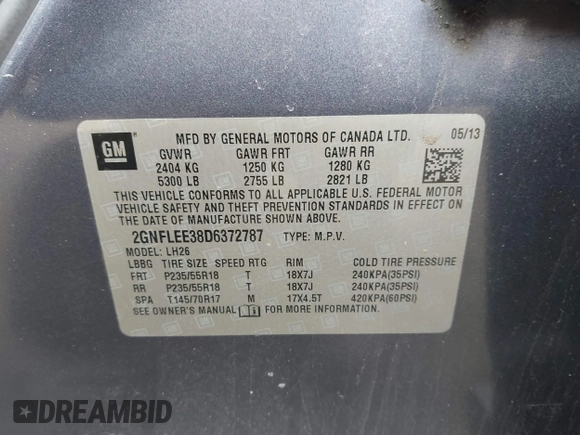 GM
MFD BY GENERAL MOTORS OF CANADA LTD. 05/13
GVWR GAWR FRT GAWR RR
2404 KG 1250 KG 1280 KG
5300 LB 2755 LB 2821 LB
THIS VEHICLE CONFORMS TO ALL APPLICABLE U.S. FEDERAL MOTOR
VEHICLE SAFETY AND THEFT PREVENTION STANDARDS IN EFFECT ON
THE DATE OF MANUFACTURE SHOWN ABOVE.
2GNFLEE38D6372787 TYPE: M.P.V.
MODEL: LH26
LBBG TIRE SIZE SPEED RTG RIM COLD TIRE PRESSURE
FRT P235/55R18 T 18X7J 240KPA(35PSI)
RR P235/55R18 T 18X7J 240KPA(35PSI)
SPA T145/70R17 M 17X4.5T 420KPA(60PSI)
SEE OWNER'S MANUAL FOR MORE INFORMATION.
DREAMBID